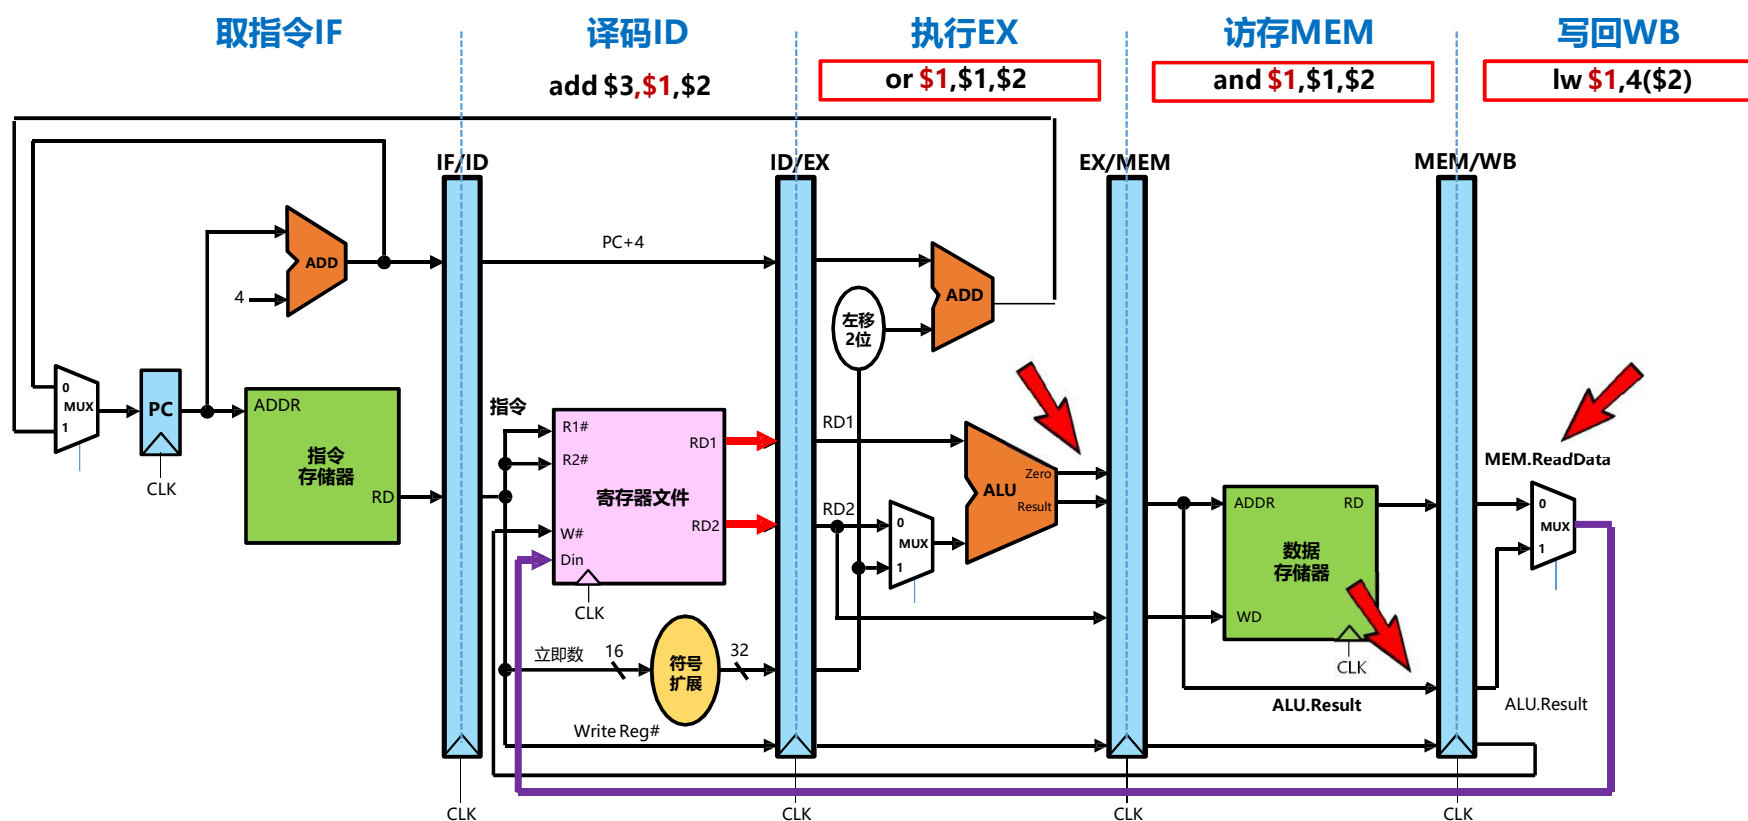 取指令IF
译码ID
执行EX
访存MEM
写回WB
add $3,$1,$2
or $1,$1,$2
and $1,$1,$2
lw $1,4($2)
IF/ID
ID/EX
EX/MEM
MEM/WB
ADD
4
PC+4
ADD
左移
2位
0
MUX
1
PC
CLK
ADDR
指令
存储器
RD
指令
R1#
R2#
W#
Din
RD1
RD2
寄存器文件
CLK
RD1
RD2
0
MUX
1
ALU
Zero
Result
ADDR
RD
数据
存储器
WD
CLK
MEM.ReadData
0
MUX
1
立即数
16
符号
扩展
32
ALU.Result
ALU.Result
Write Reg#
CLK
CLK
CLK
CLK